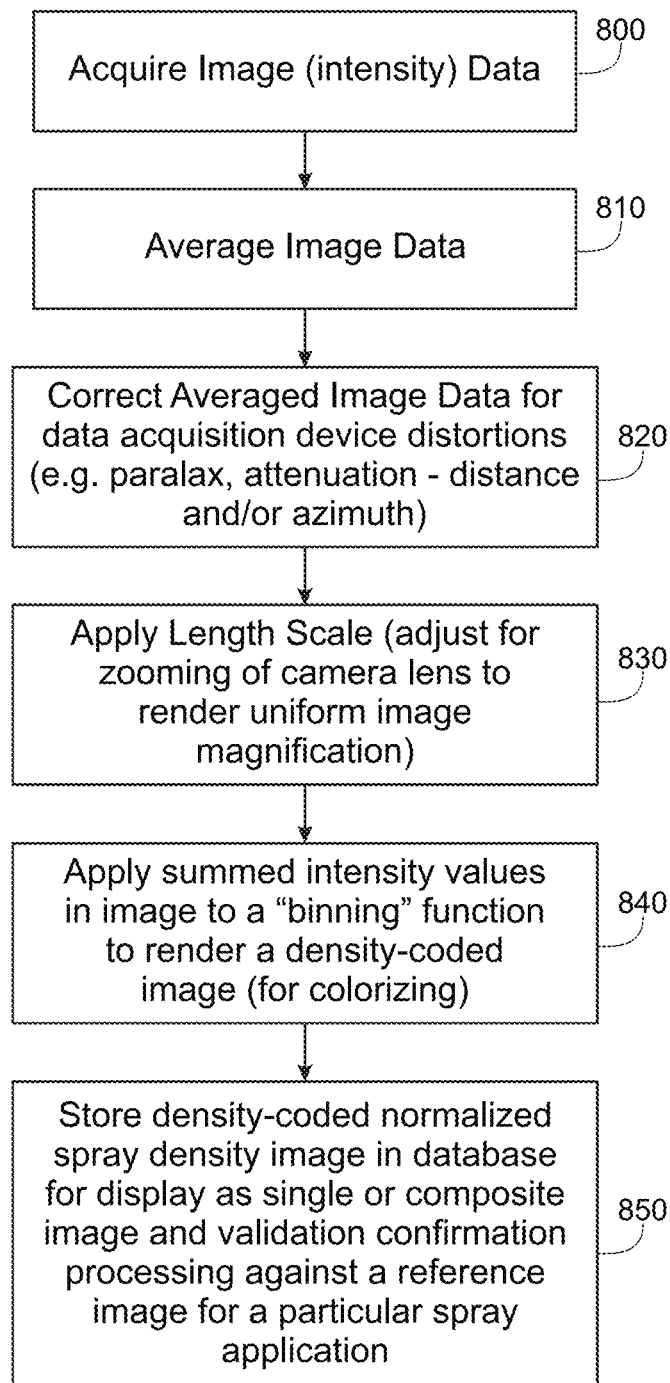 800
Acquire Image (intensity) Data
810
Average Image Data
Correct Averaged Image Data for
data acquisition device distortions
(e.g. paralax, attenuation - distance
and/or azimuth)
820
Apply Length Scale (adjust for
zooming of camera lens to
render uniform image
magnification)
830
Apply summed intensity values
in image to a “binning” function
to render a density-coded
image (for colorizing)
840
Store density-coded normalized
spray density image in database
for display as single or composite
image and validation confirmation
processing against a reference
image for a particular spray
application
850